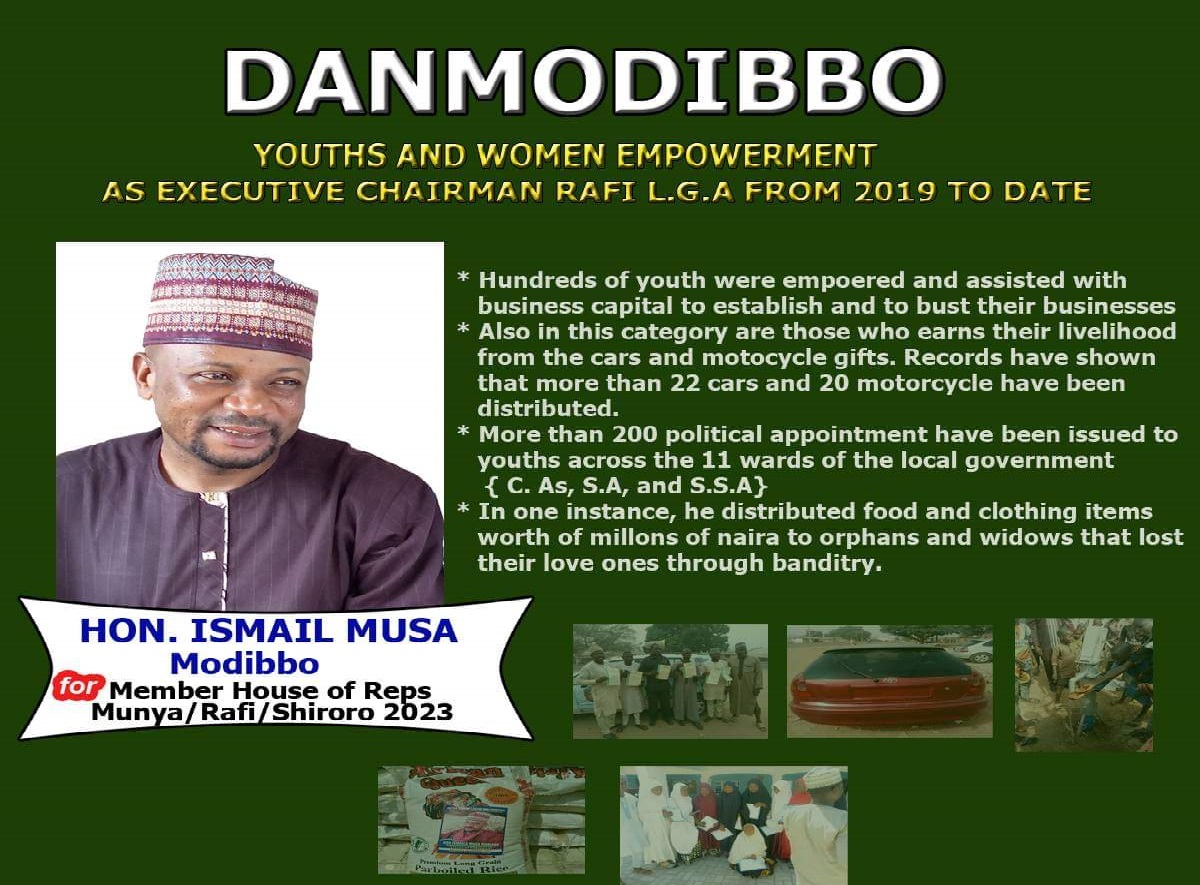 DANMODIBBO
YOUTHS AND WOMEN EMPOWERMENT
AS EXECUTIVE CHAIRMAN RAFI L.G.A FROM 2019 TO DATE
* Hundreds of youth were empoered and assisted with
business capital to establish and to bust their businesses
* Also in this category are those who earns their livelihood
from the cars and motocycle gifts. Records have shown
that more than 22 cars and 20 motorcycle have been
distributed.
* More than 200 political appointment have been issued to
youths across the 11 wards of the local government
{ C. As, S.A, and S.S.A}
* In one instance, he distributed food and clothing items
worth of millons of naira to orphans and widows that lost
their love ones through banditry.
HON. ISMAIL MUSA
Modibbo
for Member House of Reps
Munya/Rafi/Shiroro 2023
African
Queen
Premium Long Grain
Parboiled Rice